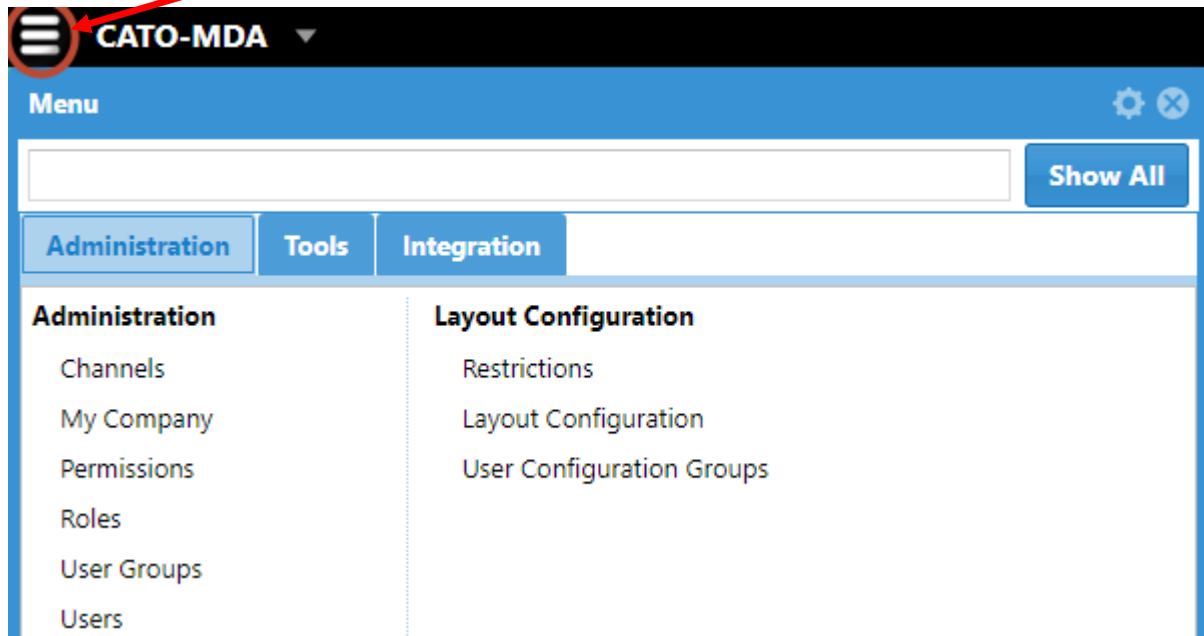 CATO-MDA
Menu
Show All
Administration Tools Integration
Administration
Channels
My Company
Permissions
Roles
User Groups
Users
Layout Configuration
Restrictions
Layout Configuration
User Configuration Groups